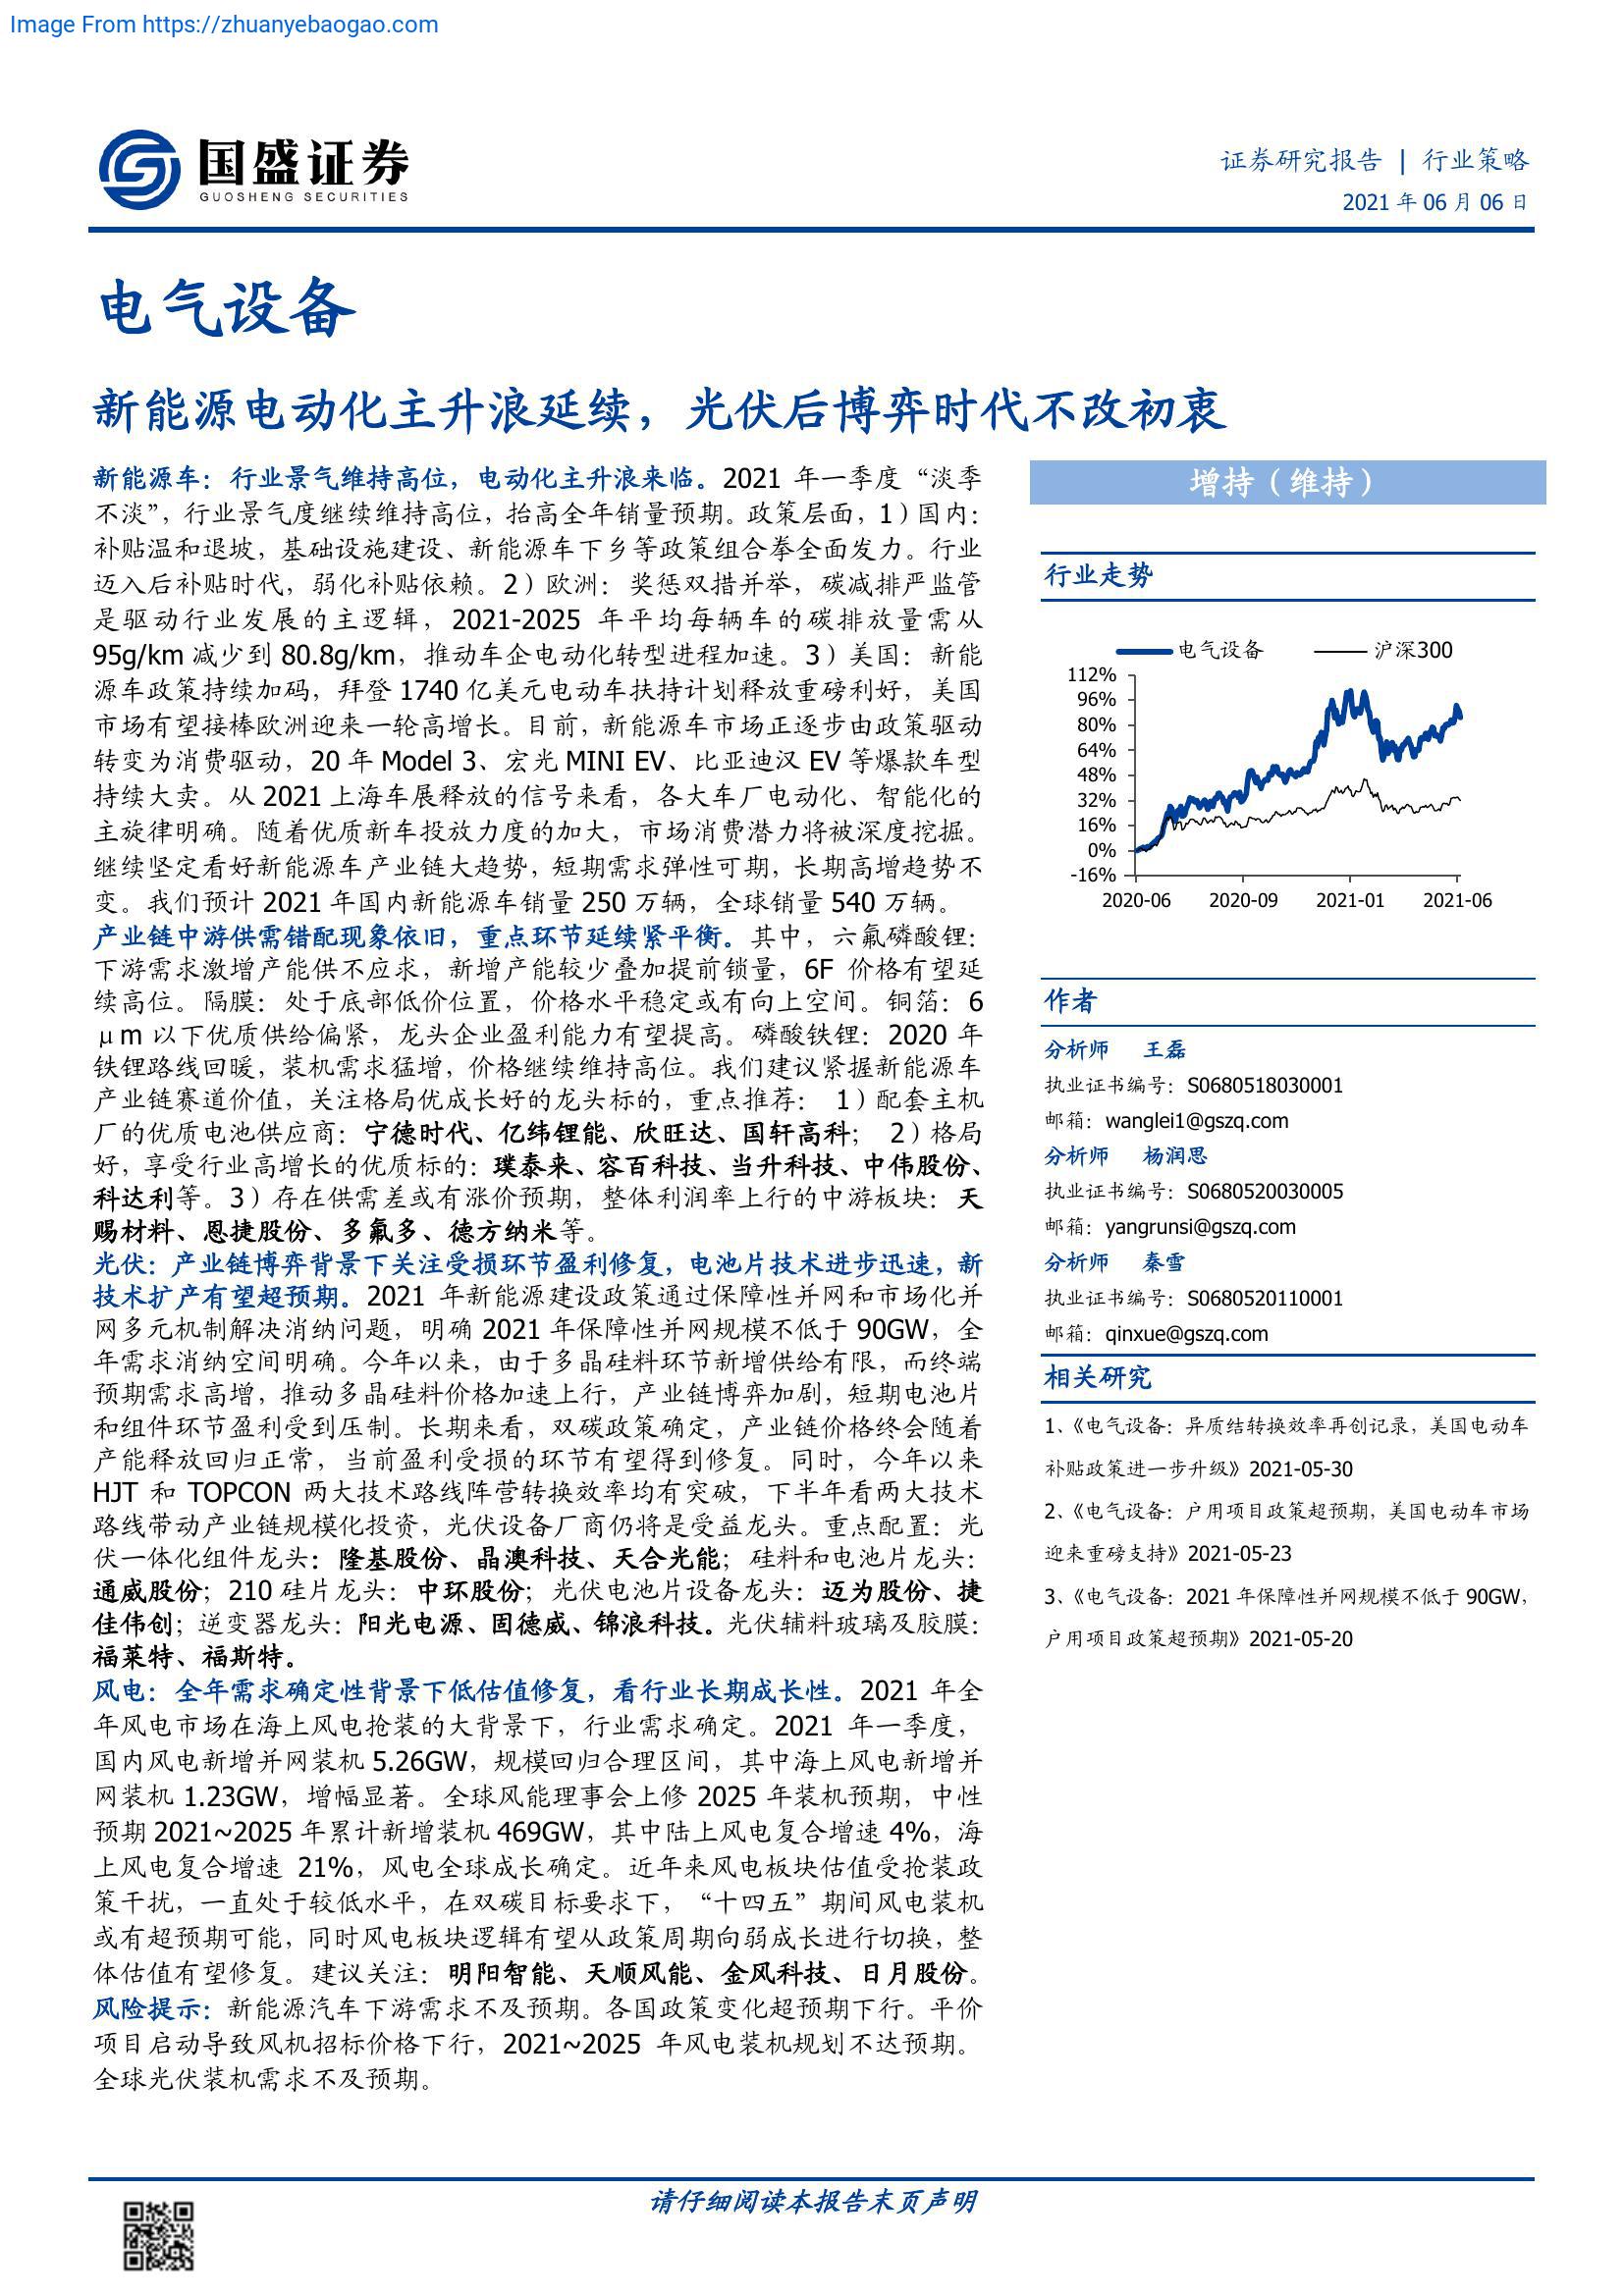 Image From https://zhuanyebaogao.com
国盛证券
GUOSHENG SECURITIES
证券研究报告 | 行业策略
2021 年 06 月 06 日
电气设备
新能源电动化主升浪延续，光伏后博弈时代不改初衷
新能源车：行业景气维持高位，电动化主升浪来临。2021 年一季度“淡季
不淡”，行业景气度继续维持高位，抬高全年销量预期。政策层面，1）国内：
补贴温和退坡，基础设施建设、新能源车下乡等政策组合拳全面发力。行业
迈入后补贴时代，弱化补贴依赖。2）欧洲：奖惩双措并举，碳减排严监管
是驱动行业发展的主逻辑，2021-2025 年平均每辆车的碳排放量需从
95g/km 减少到 80.8g/km，推动车企电动化转型进程加速。3）美国：新能
源车政策持续加码，拜登 1740 亿美元电动车扶持计划释放重磅利好，美国
市场有望接棒欧洲迎来一轮高增长。目前，新能源车市场正逐步由政策驱动
转变为消费驱动，20 年 Model 3、宏光 MINI EV、比亚迪汉 EV 等爆款车型
持续大卖。从 2021 上海车展释放的信号来看，各大车厂电动化、智能化的
主旋律明确。随着优质新车投放力度的加大，市场消费潜力将被深度挖掘。
继续坚定看好新能源车产业链大趋势，短期需求弹性可期，长期高增趋势不
变。我们预计 2021 年国内新能源车销量 250 万辆，全球销量 540 万辆。
产业链中游供需错配现象依旧，重点环节延续紧平衡。其中，六氟磷酸锂：
下游需求激增产能供不应求，新增产能较少叠加提前锁量，6F 价格有望延
续高位。隔膜：处于底部低价位置，价格水平稳定或有向上空间。铜箔：6
μm 以下优质供给偏紧，龙头企业盈利能力有望提高。磷酸铁锂：2020 年
铁锂路线回暖，装机需求猛增，价格继续维持高位。我们建议紧握新能源车
产业链赛道价值，关注格局优成长好的龙头标的，重点推荐： 1）配套主机
厂的优质电池供应商：宁德时代、亿纬锂能、欣旺达、国轩高科； 2）格局
好，享受行业高增长的优质标的：璞泰来、容百科技、当升科技、中伟股份、
科达利等。3）存在供需差或有涨价预期，整体利润率上行的中游板块：天
赐材料、恩捷股份、多氟多、德方纳米等。
光伏：产业链博弈背景下关注受损环节盈利修复，电池片技术进步迅速，新
技术扩产有望超预期。2021 年新能源建设政策通过保障性并网和市场化并
网多元机制解决消纳问题，明确 2021 年保障性并网规模不低于 90GW，全
年需求消纳空间明确。今年以来，由于多晶硅料环节新增供给有限，而终端
预期需求高增，推动多晶硅料价格加速上行，产业链博弈加剧，短期电池片
和组件环节盈利受到压制。长期来看，双碳政策确定，产业链价格终会随着
产能释放回归正常，当前盈利受损的环节有望得到修复。同时，今年以来
HJT 和 TOPCON 两大技术路线阵营转换效率均有突破，下半年看两大技术
路线带动产业链规模化投资，光伏设备厂商仍将是受益龙头。重点配置：光
伏一体化组件龙头：隆基股份、晶澳科技、天合光能；硅料和电池片龙头：
通威股份；210 硅片龙头：中环股份；光伏电池片设备龙头：迈为股份、捷
佳伟创；逆变器龙头：阳光电源、固德威、锦浪科技。光伏辅料玻璃及胶膜：
福莱特、福斯特。
风电：全年需求确定性背景下低估值修复，看行业长期成长性。2021 年全
年风电市场在海上风电抢装的大背景下，行业需求确定。2021 年一季度，
国内风电新增并网装机 5.26GW，规模回归合理区间，其中海上风电新增并
网装机 1.23GW，增幅显著。全球风能理事会上修 2025 年装机预期，中性
预期 2021~2025 年累计新增装机 469GW，其中陆上风电复合增速 4%，海
上风电复合增速 21%，风电全球成长确定。近年来风电板块估值受抢装政
策干扰，一直处于较低水平，在双碳目标要求下，“十四五”期间风电装机
或有超预期可能，同时风电板块逻辑有望从政策周期向弱成长进行切换，整
体估值有望修复。建议关注：明阳智能、天顺风能、金风科技、日月股份。
风险提示：新能源汽车下游需求不及预期。各国政策变化超预期下行。平价
项目启动导致风机招标价格下行，2021~2025 年风电装机规划不达预期。
全球光伏装机需求不及预期。
增持（维持）
行业走势
电气设备 沪深300
112%
96%
80%
64%
48%
32%
16%
0%
-16%
2020-06 2020-09 2021-01 2021-06
作者
分析师 王磊
执业证书编号：S0680518030001
邮箱：wanglei1@gszq.com
分析师 杨润思
执业证书编号：S0680520030005
邮箱：yangrunsi@gszq.com
分析师 秦雪
执业证书编号：S0680520110001
邮箱：qinxue@gszq.com
相关研究
1、《电气设备：异质结转换效率再创记录，美国电动车
补贴政策进一步升级》2021-05-30
2、《电气设备：户用项目政策超预期，美国电动车市场
迎来重磅支持》2021-05-23
3、《电气设备：2021 年保障性并网规模不低于 90GW，
户用项目政策超预期》2021-05-20
请仔细阅读本报告末页声明